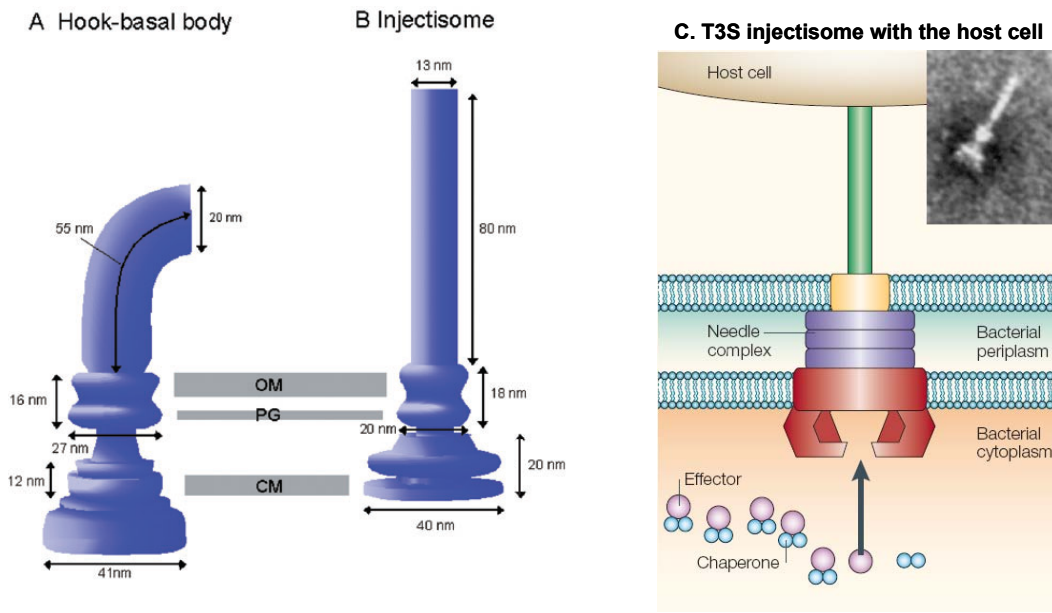 A Hook-basal body
55 nm
20 nm
16 nm
27 nm
12 nm
41nm
OM
PG
CM
B Injectisome
13 nm
80 nm
18 nm
20 nm
20 nm
40 nm
C. T3S injectisome with the host cell
Host cell
Needle
complex
Bacterial
periplasm
Bacterial
cytoplasm
Effector
Chaperone